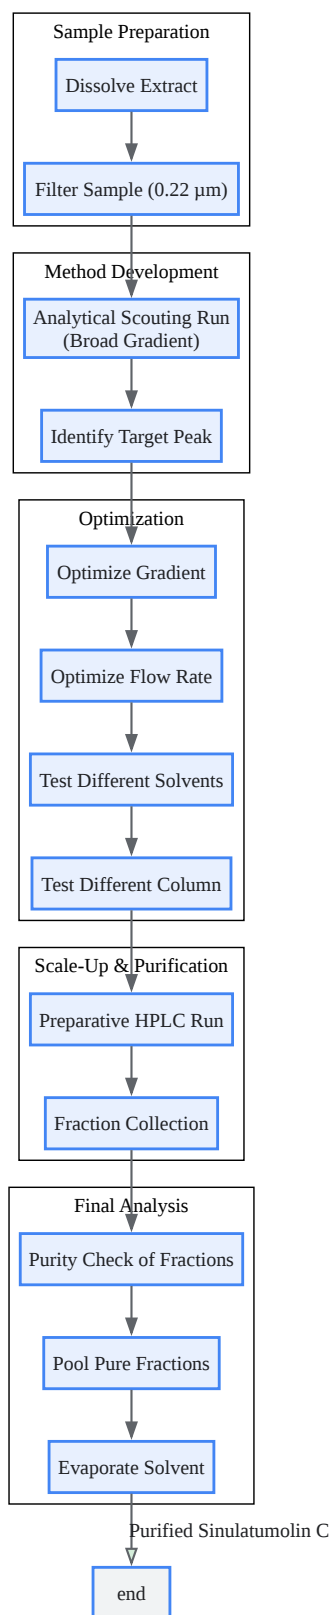 Sample Preparation
Dissolve Extract
Filter Sample (0.22 µm)
Method Development
Analytical Scouting Run
(Broad Gradient)
Identify Target Peak
Optimization
Optimize Gradient
Optimize Flow Rate
Test Different Solvents
Test Different Column
Scale-Up & Purification
Preparative HPLC Run
Fraction Collection
Final Analysis
Purity Check of Fractions
Pool Pure Fractions
Evaporate Solvent
Purified Sinulatumolin C
end